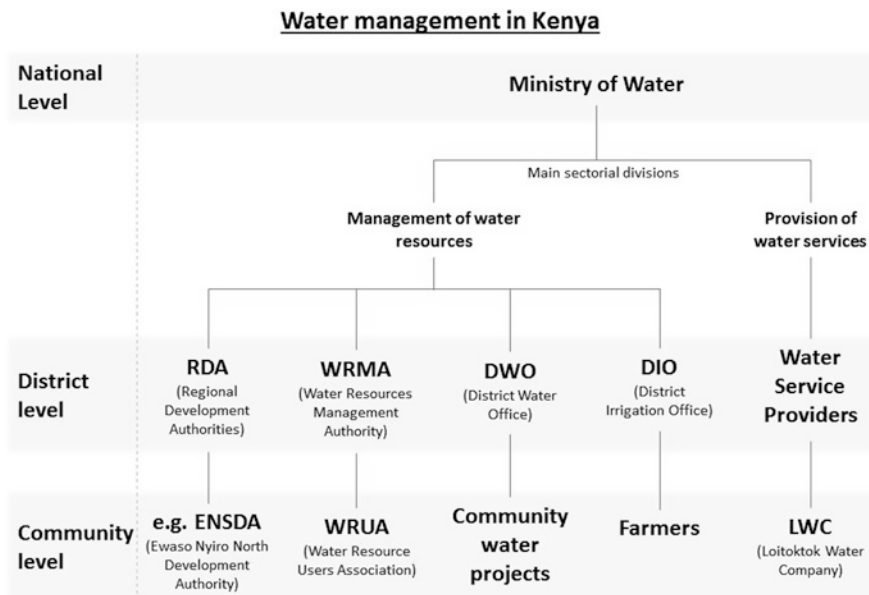 Water management in Kenya
National
Level
Ministry of Water
Main sectorial divisions
Management of water
resources
Provision of
water services
District
level
RDA
(Regional
Development
Authorities)
WRMA
(Water Resources
Management
Authority)
DWO
(District Water
Office)
DIO
(District
Irrigation Office)
Water
Service
Providers
Community
level
e.g. ENSDA
(Ewaso Nyiro North
Development
Authority)
WRUA
(Water Resource
Users Association)
Community
water
projects
Farmers
LWC
(Loitoktok Water
Company)